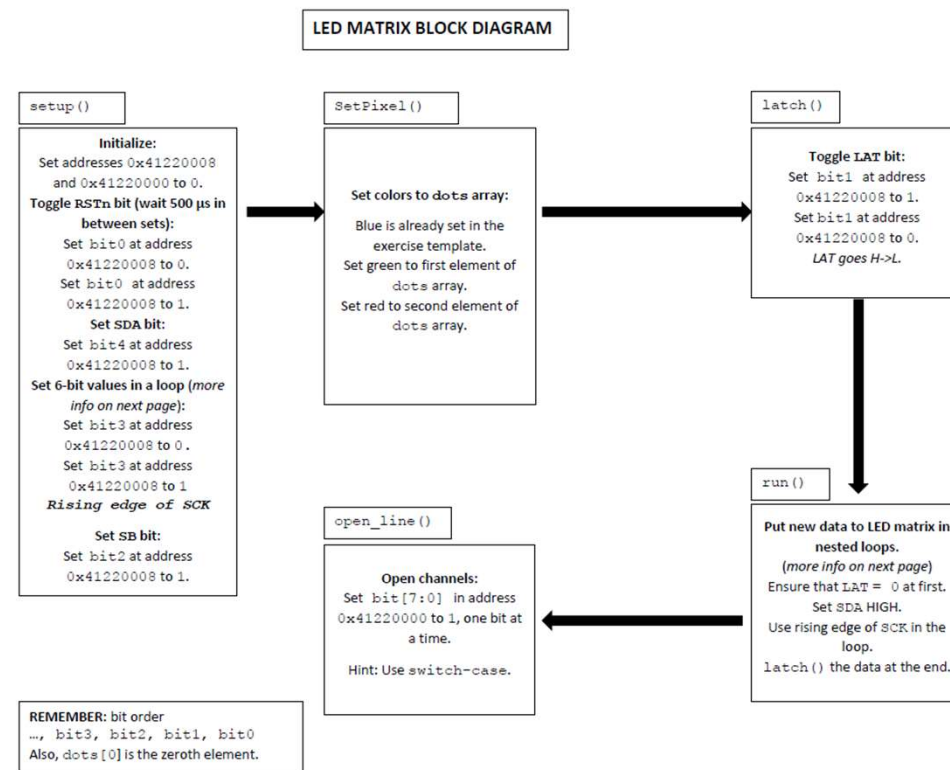 LED MATRIX BLOCK DIAGRAM
setup()
Initialize:
Set addresses 0x41220008
and 0x41220000 to 0.
Toggle RSTn bit (wait 500 µs in
between sets):
Set bit0 at address
0x41220008 to 0.
Set bit0 at address
0x41220008 to 1.
Set SDA bit:
Set bit4 at address
0x41220008 to 1.
Set 6-bit values in a loop (more
info on next page):
Set bit3 at address
0x41220008 to 0.
Set bit3 at address
0x41220008 to 1
Rising edge of SCK
Set SB bit:
Set bit2 at address
0x41220008 to 1.
SetPixel()
Set colors to dots array:
Blue is already set in the
exercise template.
Set green to first element of
dots array.
Set red to second element of
dots array.
latch()
Toggle LAT bit:
Set bit1 at address
0x41220008 to 1.
Set bit1 at address
0x41220008 to 0.
LAT goes H->L.
run()
Put new data to LED matrix in
nested loops.
(more info on next page)
Ensure that LAT = 0 at first.
Set SDA HIGH.
Use rising edge of SCK in the
loop.
latch() the data at the end.
open_line()
Open channels:
Set bit[7:0] in address
0x41220000 to 1, one bit at
a time.
Hint: Use switch-case.
REMEMBER: bit order
…, bit3, bit2, bit1, bit0
Also, dots[0] is the zeroth element.